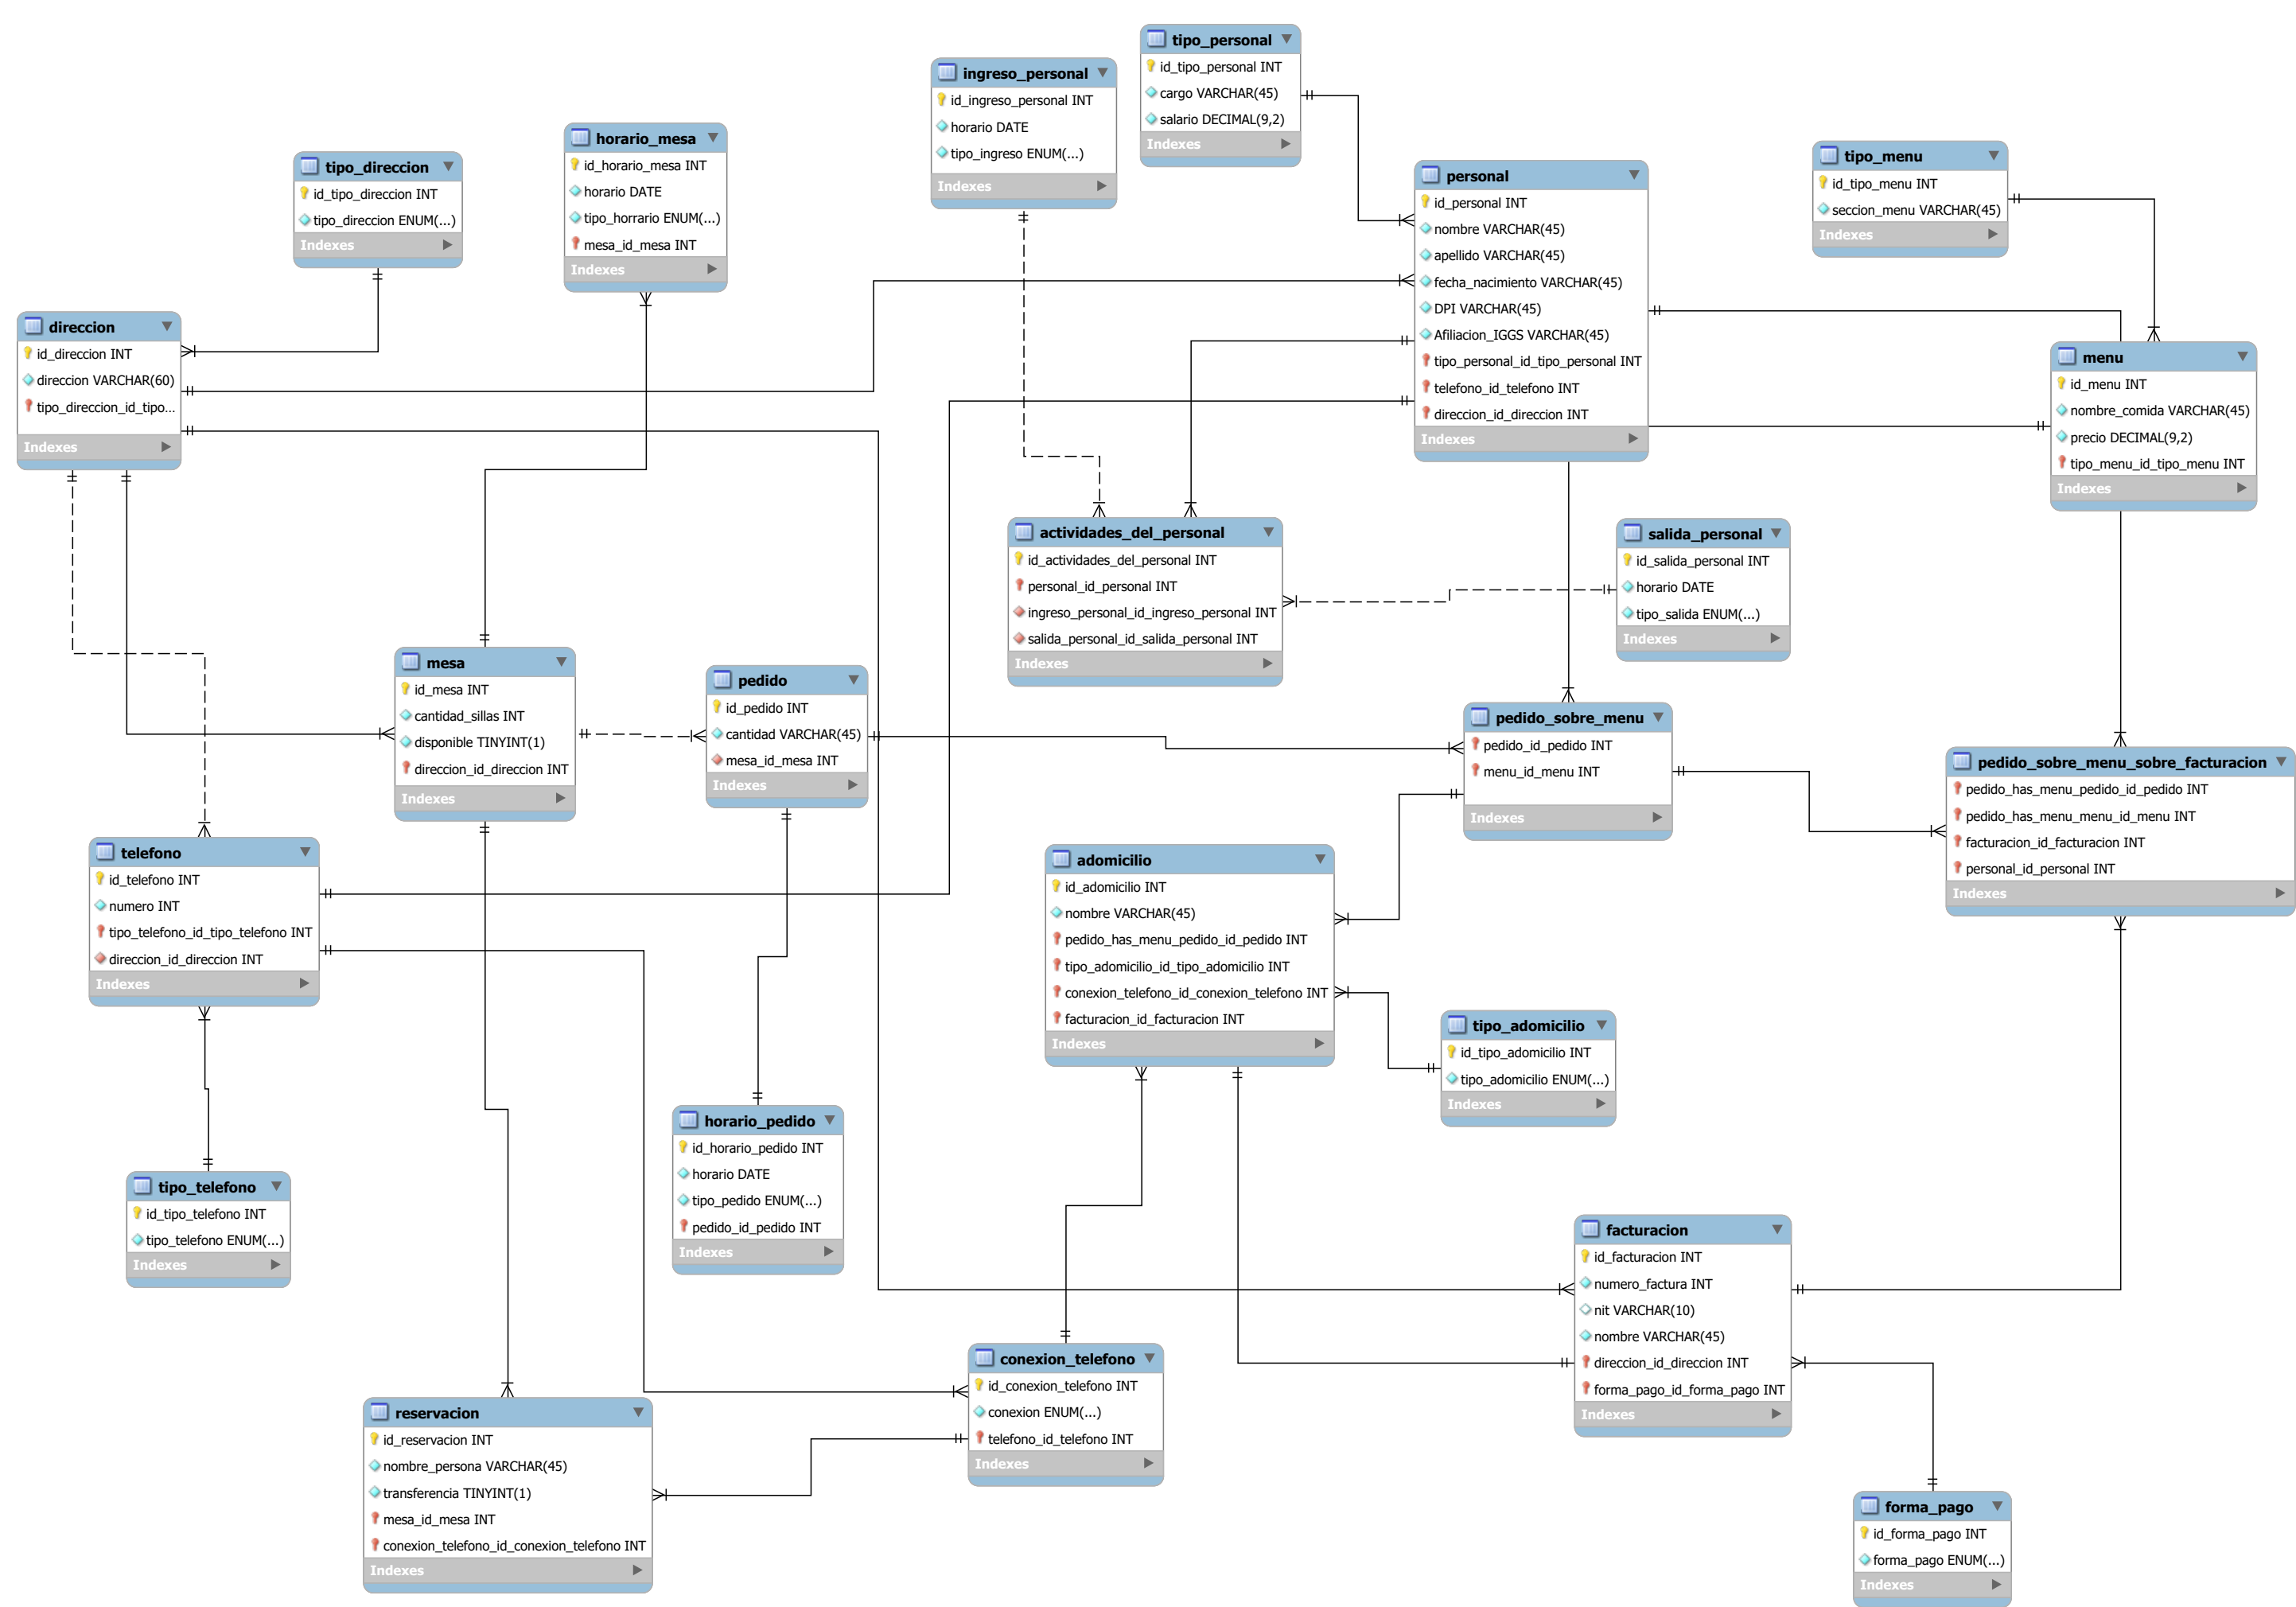 tipo_personal
id_tipo_personal INT
cargo VARCHAR(45)
salario DECIMAL(9,2)
Indexes
ingreso_personal
id_ingreso_personal INT
horario DATE
tipo_ingreso ENUM(...)
Indexes
horario_mesa
id_horario_mesa INT
horario DATE
tipo_horrario ENUM(...)
mesa_id_mesa INT
Indexes
tipo_direccion
id_tipo_direccion INT
tipo_direccion ENUM(...)
Indexes
personal
id_personal INT
nombre VARCHAR(45)
apellido VARCHAR(45)
fecha_nacimiento VARCHAR(45)
DPI VARCHAR(45)
Afiliacion_IGGS VARCHAR(45)
tipo_personal_id_tipo_personal INT
telefono_id_telefono INT
direccion_id_direccion INT
Indexes
tipo_menu
id_tipo_menu INT
seccion_menu VARCHAR(45)
Indexes
direccion
id_direccion INT
direccion VARCHAR(60)
tipo_direccion_id_tipo...
Indexes
menu
id_menu INT
nombre_comida VARCHAR(45)
precio DECIMAL(9,2)
tipo_menu_id_tipo_menu INT
Indexes
actividades_del_personal
id_actividades_del_personal INT
personal_id_personal INT
ingreso_personal_id_ingreso_personal INT
salida_personal_id_salida_personal INT
Indexes
salida_personal
id_salida_personal INT
horario DATE
tipo_salida ENUM(...)
Indexes
mesa
id_mesa INT
cantidad_sillas INT
disponible TINYINT(1)
direccion_id_direccion INT
Indexes
pedido
id_pedido INT
cantidad VARCHAR(45)
mesa_id_mesa INT
Indexes
pedido_sobre_menu
pedido_id_pedido INT
menu_id_menu INT
Indexes
pedido_sobre_menu_sobre_facturacion
pedido_has_menu_pedido_id_pedido INT
pedido_has_menu_menu_id_menu INT
facturacion_id_facturacion INT
personal_id_personal INT
Indexes
telefono
id_telefono INT
numero INT
tipo_telefono_id_tipo_telefono INT
direccion_id_direccion INT
Indexes
adomicilio
id_adomicilio INT
nombre VARCHAR(45)
pedido_has_menu_pedido_id_pedido INT
tipo_adomicilio_id_tipo_adomicilio INT
conexion_telefono_id_conexion_telefono INT
facturacion_id_facturacion INT
Indexes
tipo_adomicilio
id_tipo_adomicilio INT
tipo_adomicilio ENUM(...)
Indexes
horario_pedido
id_horario_pedido INT
horario DATE
tipo_pedido ENUM(...)
pedido_id_pedido INT
Indexes
tipo_telefono
id_tipo_telefono INT
tipo_telefono ENUM(...)
Indexes
facturacion
id_facturacion INT
numero_factura INT
nit VARCHAR(10)
nombre VARCHAR(45)
direccion_id_direccion INT
forma_pago_id_forma_pago INT
Indexes
conexion_telefono
id_conexion_telefono INT
conexion ENUM(...)
telefono_id_telefono INT
Indexes
reservacion
id_reservacion INT
nombre_persona VARCHAR(45)
transferencia TINYINT(1)
mesa_id_mesa INT
conexion_telefono_id_conexion_telefono INT
Indexes
forma_pago
id_forma_pago INT
forma_pago ENUM(...)
Indexes